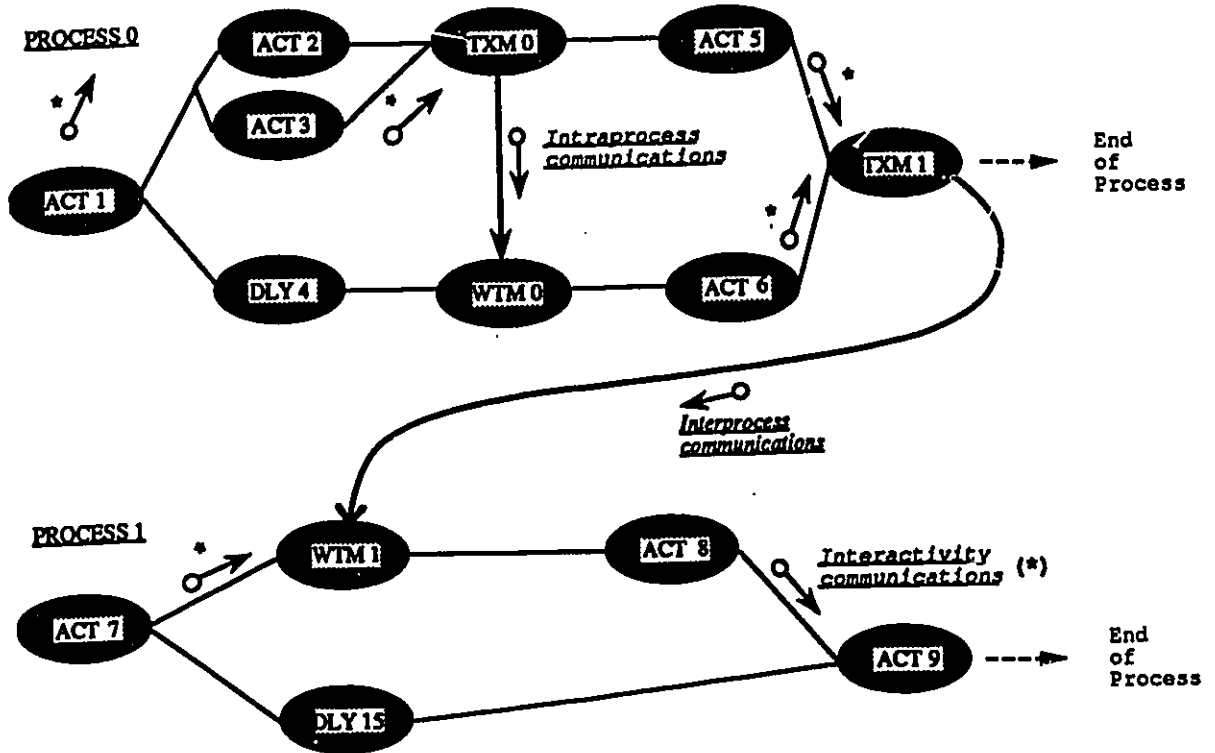 PROCESS 0
ACT 2
TXM 0
ACT 5
*
*
*
ACT 3
Intraprocess
communications
End
of
Process
TXM 1
ACT 1
*
DLY 4
WTM 0
ACT 6
Interprocess
communications
PROCESS 1
*
WTM 1
ACT 8
Interactivity
communications (*)
ACT 7
ACT 9
End
of
Process
DLY 15